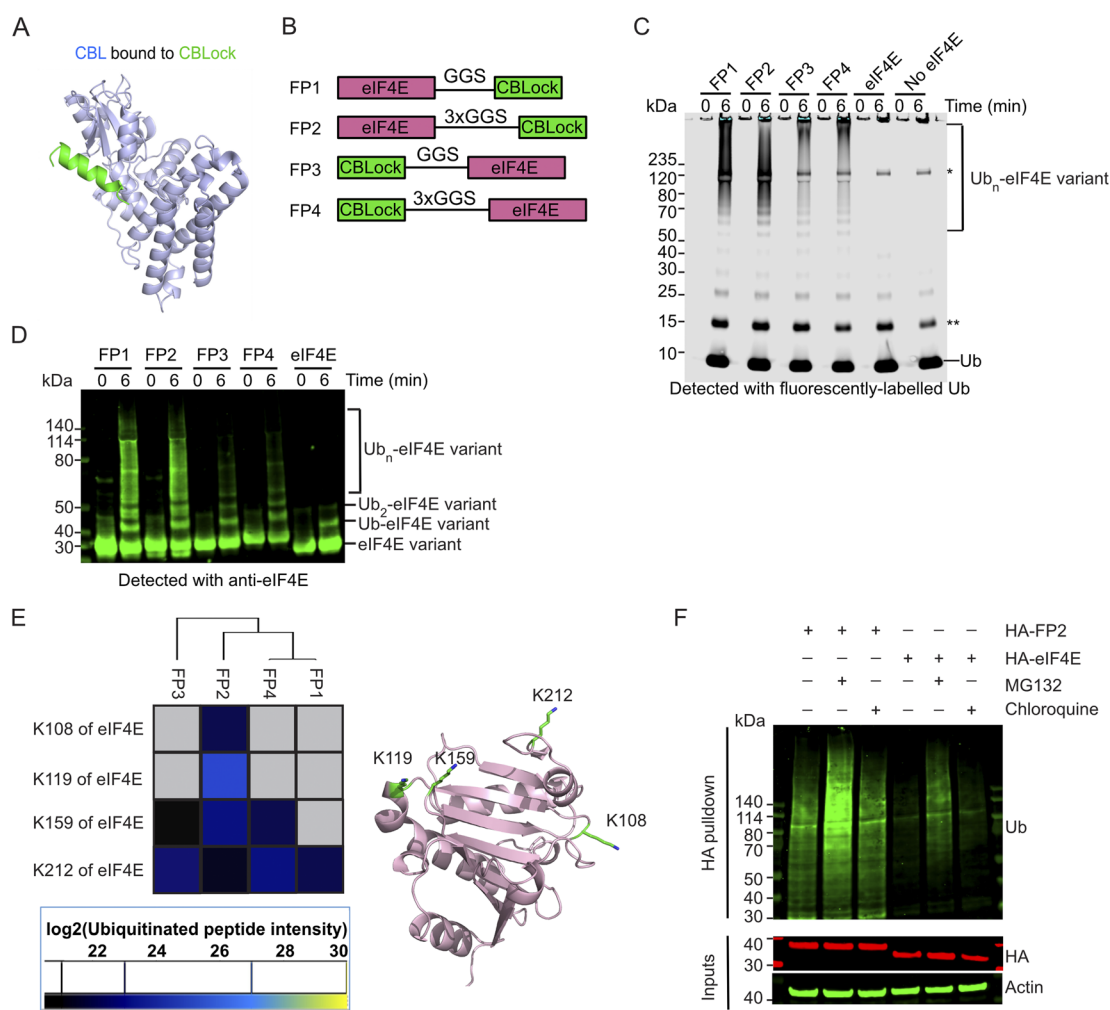 A
CBL bound to CBLock
B
FP1 eIF4E GGS CBLock
FP2 eIF4E 3xGGS CBLock
FP3 CBLock GGS eIF4E
FP4 CBLock 3xGGS eIF4E
C
FP1 FP2 FP3 FP4 eIF4E No eIF4E
kDa 0 6 0 6 0 6 0 6 0 6 0 6 Time (min)
235
120
80
70
50
40
30
25
15
10
*
Ubn-eIF4E variant
**
Ub
Detected with fluorescently-labelled Ub
D
FP1 FP2 FP3 FP4 eIF4E
kDa 0 6 0 6 0 6 0 6 0 6 Time (min)
140
114
80
50
40
30
Ubn-eIF4E variant
Ub2-eIF4E variant
Ub-eIF4E variant
eIF4E variant
Detected with anti-eIF4E
E
FP3 FP2 FP4 FP1
K108 of eIF4E
K119 of eIF4E
K159 of eIF4E
K212 of eIF4E
log2(Ubiquitinated peptide intensity)
22 24 26 28 30
K212
K119 K159
K108
F
+ + + – – – HA-FP2
– – – + + + HA-eIF4E
– + – – + – MG132
– – + – – + Chloroquine
kDa
HA pulldown
140
114
80
70
50
40
30
Ub
Inputs
40
30
HA
40
Actin